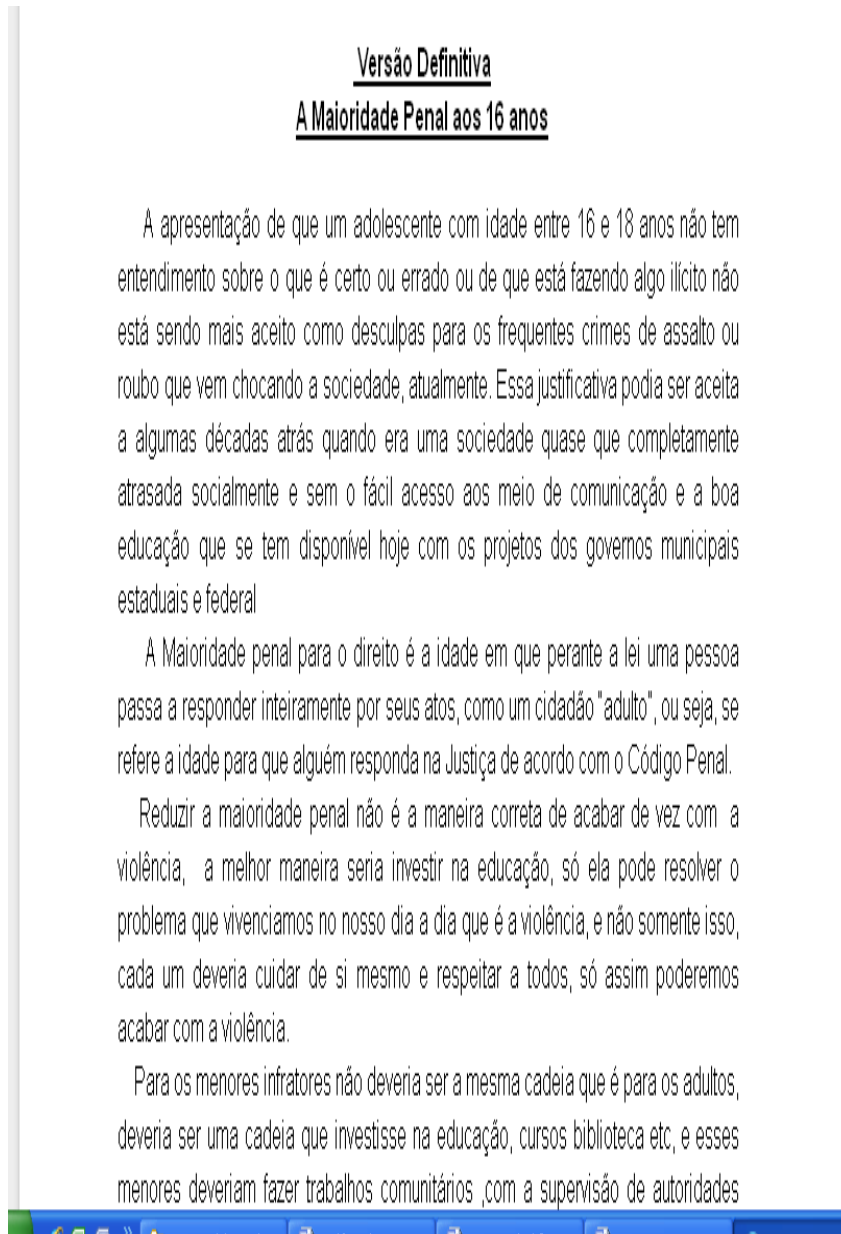 Versão Definitiva
A Maioridade Penal aos 16 anos
A apresentação de que um adolescente com idade entre 16 e 18 anos não tem
entendimento sobre o que é certo ou errado ou de que está fazendo algo ilícito não
está sendo mais aceito como desculpas para os frequentes crimes de assalto ou
roubo que vem chocando a sociedade, atualmente. Essa justificativa podia ser aceita
a algumas décadas atrás quando era uma sociedade quase que completamente
atrasada socialmente e sem o fácil acesso aos meio de comunicação e a boa
educação que se tem disponível hoje com os projetos dos governos municipais
estaduais e federal
A Maioridade penal para o direito é a idade em que perante a lei uma pessoa
passa a responder inteiramente por seus atos, como um cidadão "adulto", ou seja, se
refere a idade para que alguém responda na Justiça de acordo com o Código Penal.
Reduzir a maioridade penal não é a maneira correta de acabar de vez com a
violência, a melhor maneira seria investir na educação, só ela pode resolver o
problema que vivenciamos no nosso dia a dia que é a violência, e não somente isso,
cada um deveria cuidar de si mesmo e respeitar a todos, só assim poderemos
acabar com a violência.
Para os menores infratores não deveria ser a mesma cadeia que é para os adultos,
deveria ser uma cadeia que investisse na educação, cursos biblioteca etc, e esses
menores deveriam fazer trabalhos comunitários ,com a supervisão de autoridades